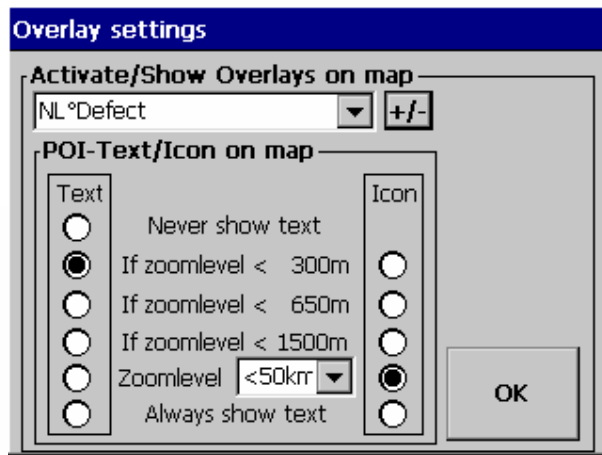 Overlay settings
Activate/Show Overlays on map
NL°Defect
+/-
POI-Text/Icon on map
Text
Icon
Never show text
If zoomlevel < 300m
If zoomlevel < 650m
If zoomlevel < 1500m
Zoomlevel <50kr
Always show text
OK